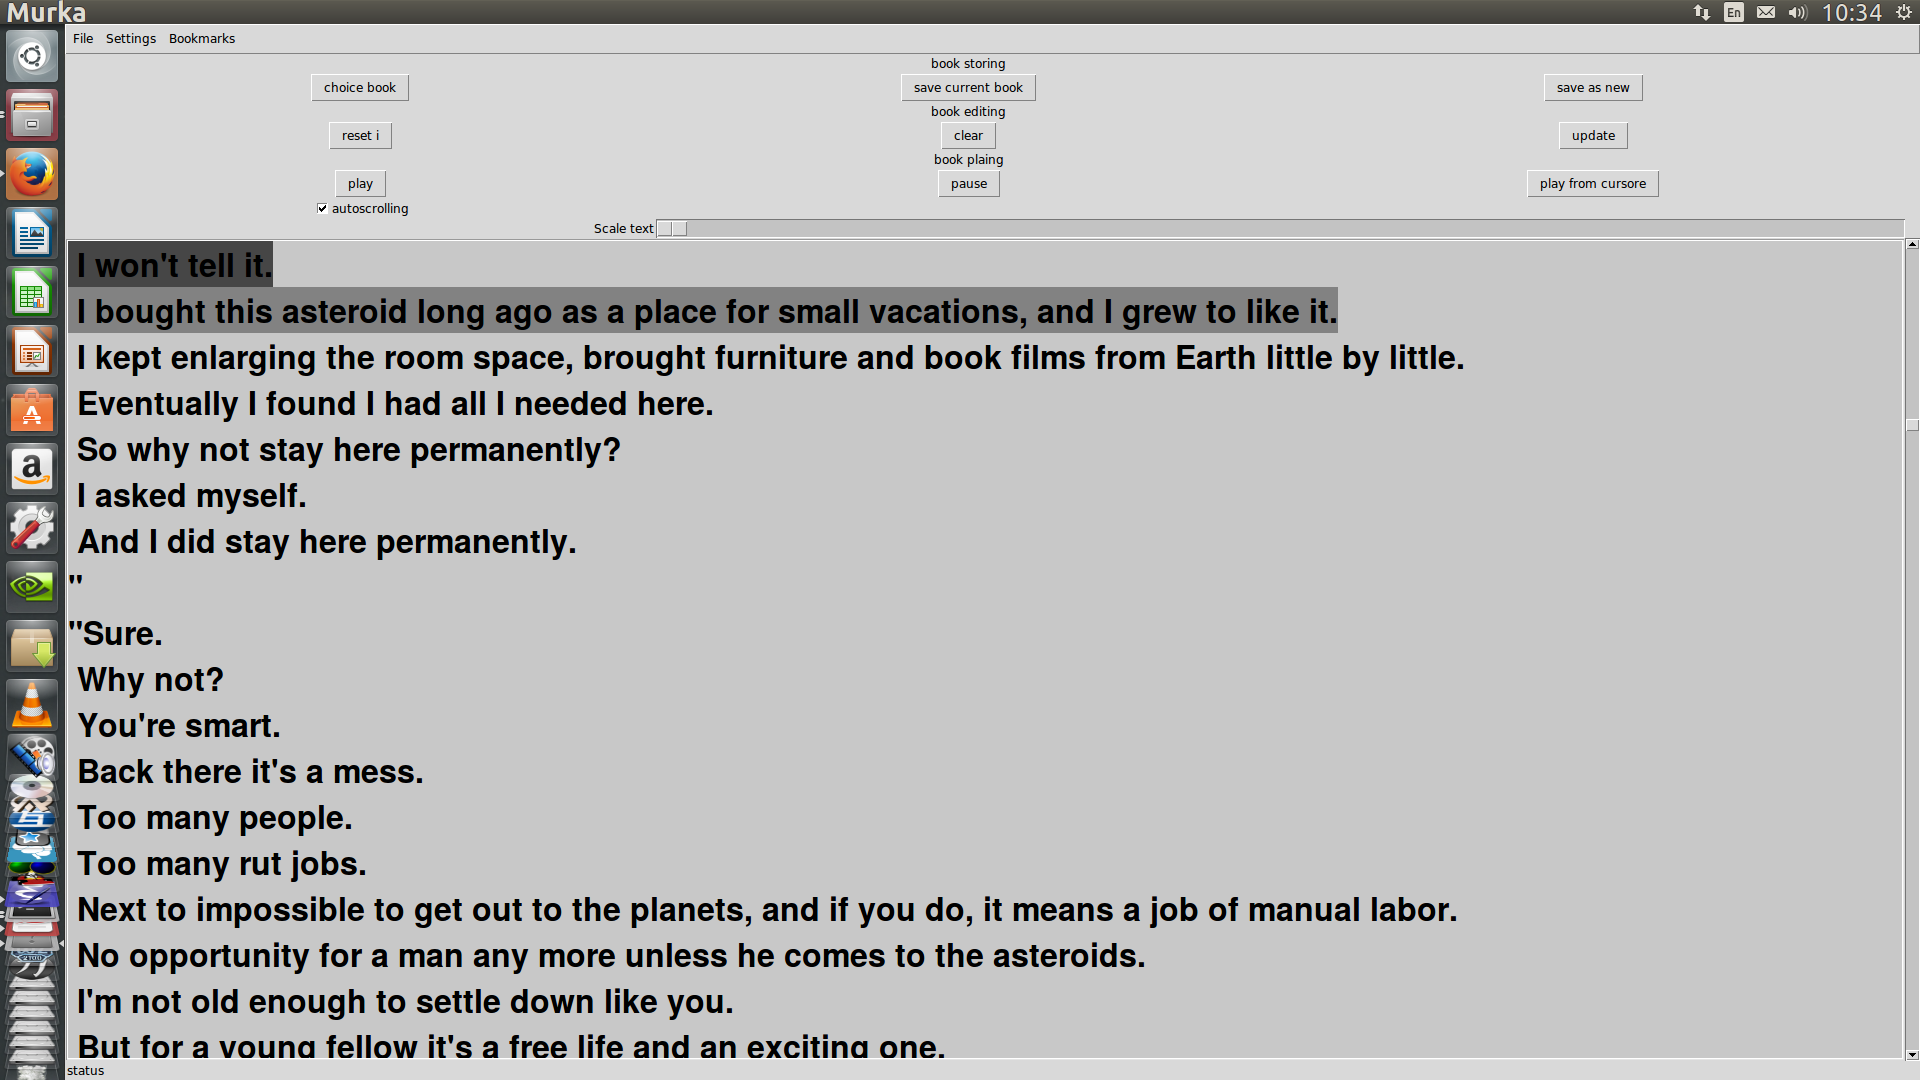 Murka
En
10:34
File Settings Bookmarks
book storing
choice book save current book save as new
book editing
reset i clear update
book plaing
play pause play from cursore
autoscrolling
Scale text
I won't tell it.
I bought this asteroid long ago as a place for small vacations, and I grew to like it.
I kept enlarging the room space, brought furniture and book films from Earth little by little.
Eventually I found I had all I needed here.
So why not stay here permanently?
I asked myself.
And I did stay here permanently.
"
"Sure.
Why not?
You're smart.
Back there it's a mess.
Too many people.
Too many rut jobs.
Next to impossible to get out to the planets, and if you do, it means a job of manual labor.
No opportunity for a man any more unless he comes to the asteroids.
I'm not old enough to settle down like you.
But for a young fellow it's a free life and an exciting one.
status